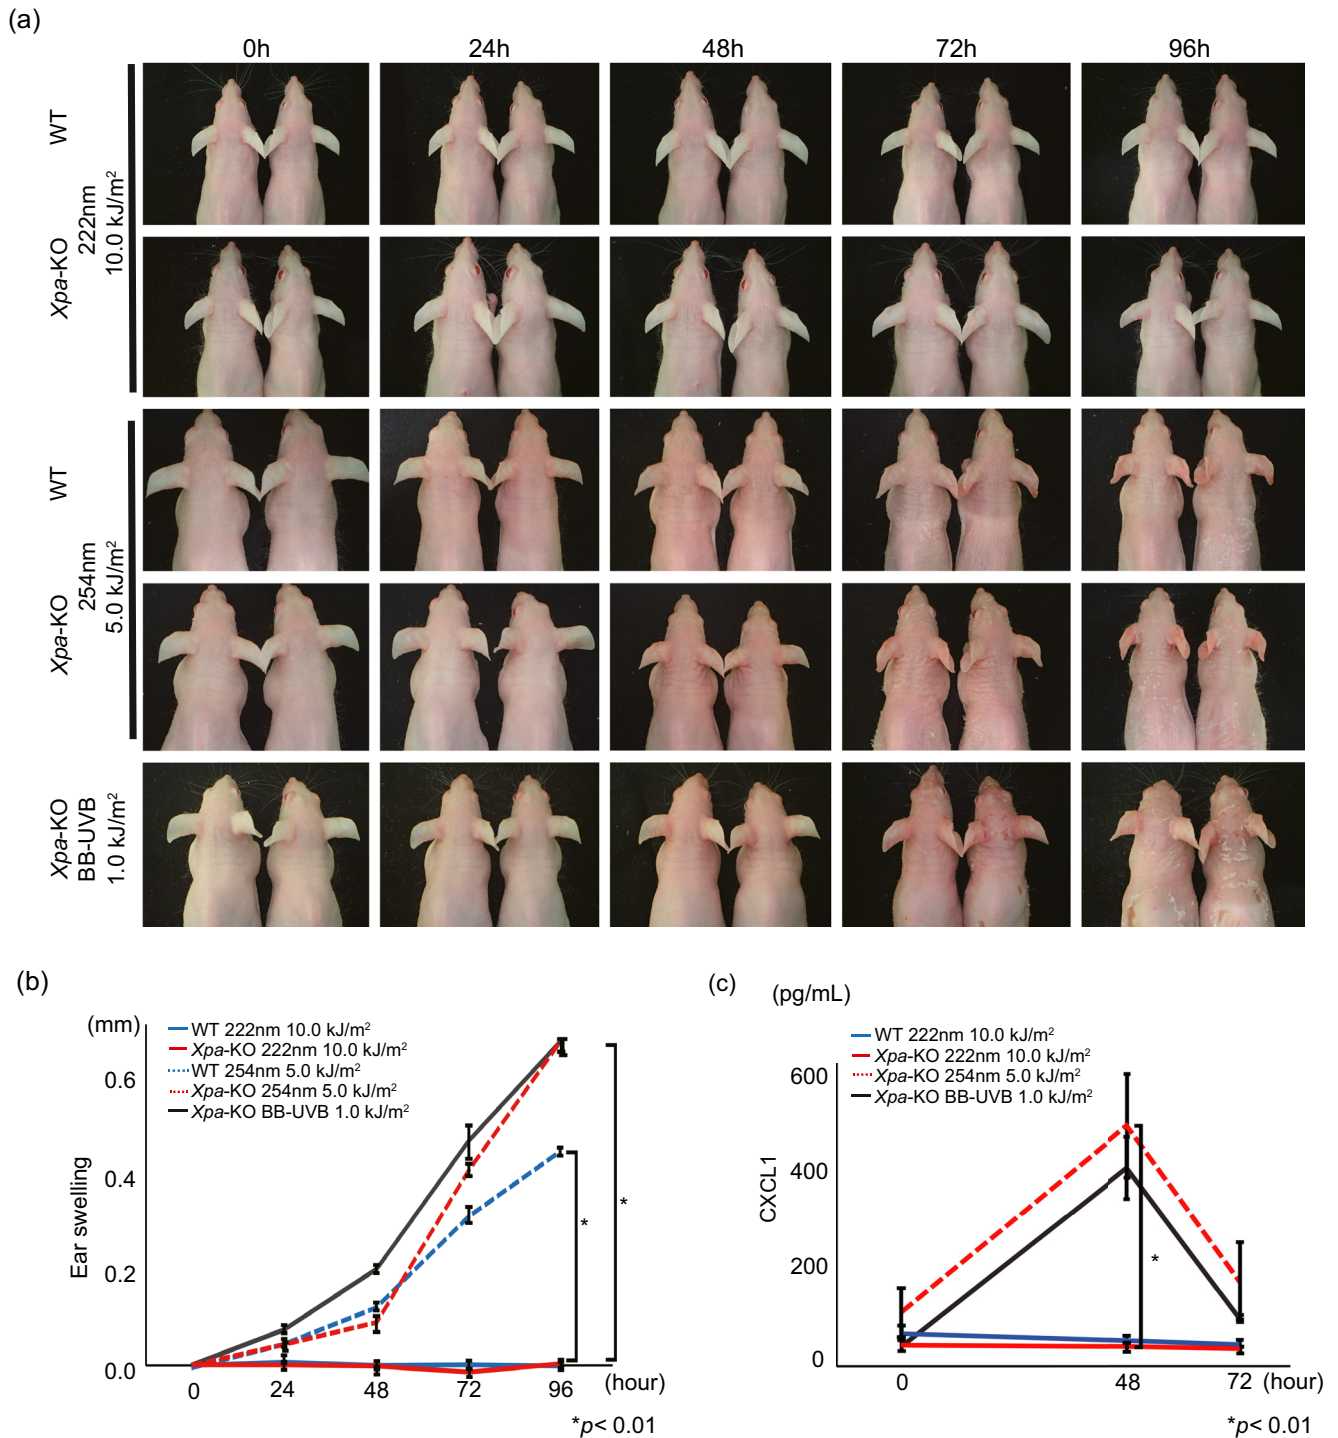 (a)
0h 24h 48h 72h 96h
WT
Xpa-KO
222nm
10.0 kJ/m²
WT
Xpa-KO
254nm
5.0 kJ/m²
Xpa-KO
BB-UVB
1.0 kJ/m²
(b)
(mm)
WT 222nm 10.0 kJ/m²
Xpa-KO 222nm 10.0 kJ/m²
WT 254nm 5.0 kJ/m²
Xpa-KO 254nm 5.0 kJ/m²
Xpa-KO BB-UVB 1.0 kJ/m²
Ear swelling
0.6
0.4
0.2
0.0
*
*
0 24 48 72 96 (hour)
*p< 0.01
(c)
(pg/mL)
WT 222nm 10.0 kJ/m²
Xpa-KO 222nm 10.0 kJ/m²
Xpa-KO 254nm 5.0 kJ/m²
Xpa-KO BB-UVB 1.0 kJ/m²
CXCL1
600
400
200
0
*
0 48 72 (hour)
*p< 0.01